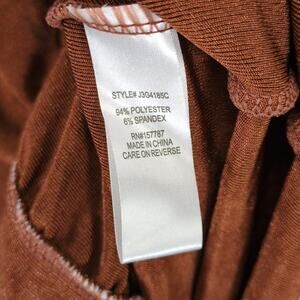 STYLE# J3G4185C
94% POLYESTER
6% SPANDEX
RN#157787
MADE IN CHINA
CARE ON REVERSE